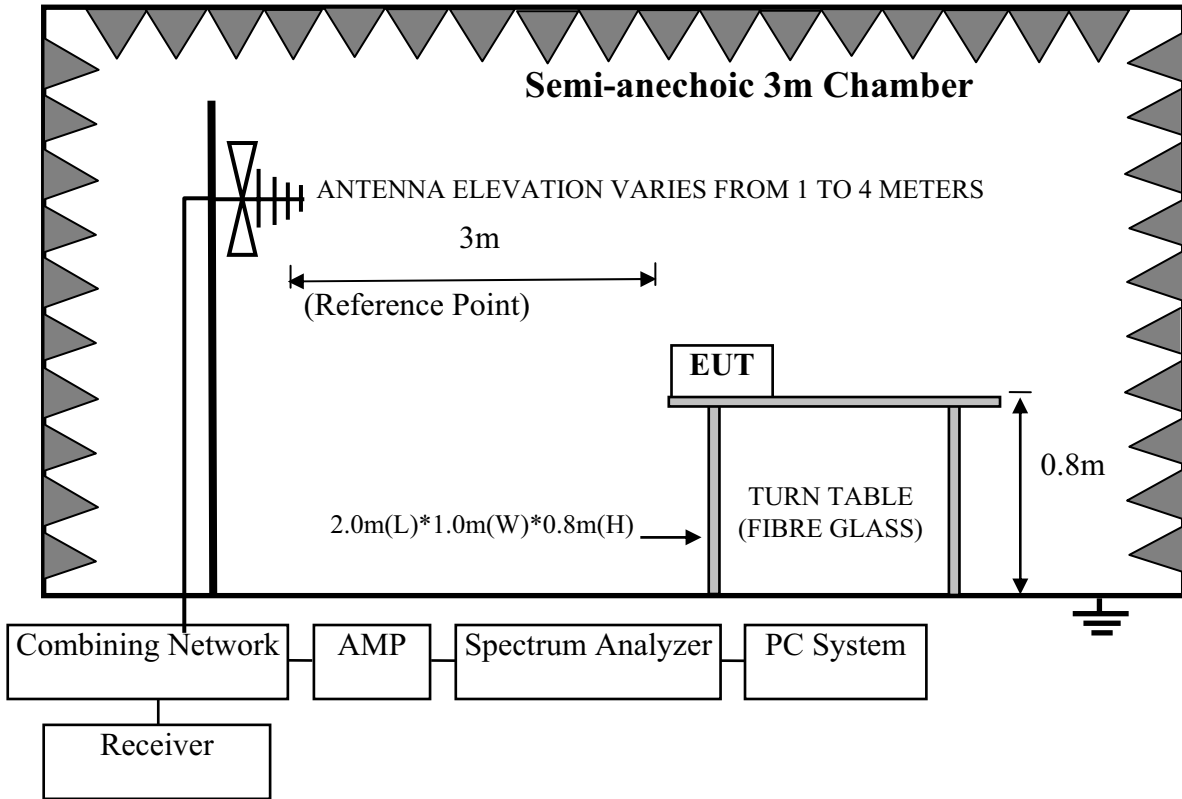 Semi-anechoic 3m Chamber
ANTENNA ELEVATION VARIES FROM 1 TO 4 METERS
3m
(Reference Point)
EUT
0.8m
TURN TABLE
(FIBRE GLASS)
2.0m(L)*1.0m(W)*0.8m(H)
Combining Network
AMP
Spectrum Analyzer
PC System
Receiver